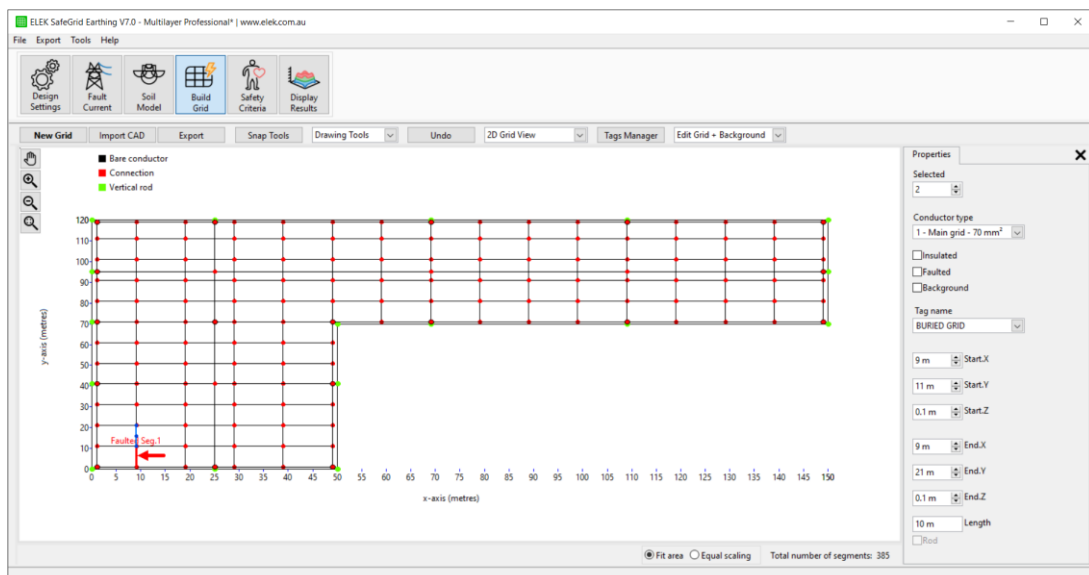 ELEK SafeGrid Earthing V7.0 - Multilayer Professional* | www.elek.com.au
File Export Tools Help
Design Settings
Fault Current
Soil Model
Build Grid
Safety Criteria
Display Results
New Grid Import CAD Export Snap Tools Drawing Tools Undo 2D Grid View Tags Manager Edit Grid + Background
Bare conductor
Connection
Vertical rod
120
110
100
90
80
70
60
50
40
30
20
10
0
y-axis (metres)
Faulted Seg.1
0 5 10 15 20 25 30 35 40 45 50 55 60 65 70 75 80 85 90 95 100 105 110 115 120 125 130 135 140 145 150
x-axis (metres)
Fit area Equal scaling Total number of segments: 385
Properties
Selected
2
Conductor type
1 - Main grid - 70 mm²
Insulated
Faulted
Background
Tag name
BURIED GRID
9 m Start.X
11 m Start.Y
0.1 m Start.Z
9 m End.X
21 m End.Y
0.1 m End.Z
10 m Length
Rod